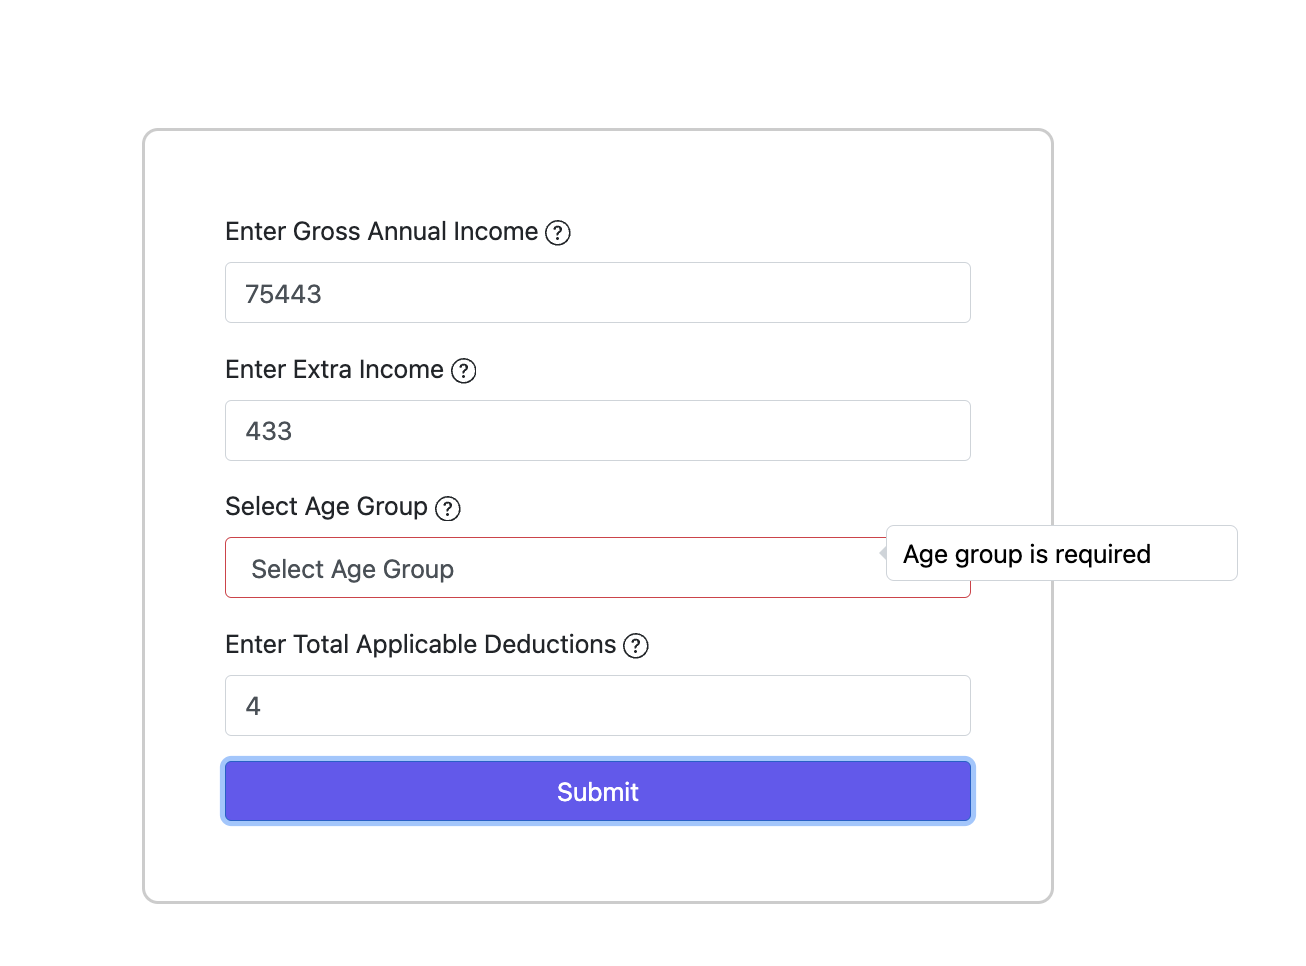 Enter Gross Annual Income ?
75443
Enter Extra Income ?
433
Select Age Group ?
Select Age Group
Age group is required
Enter Total Applicable Deductions ?
4
Submit